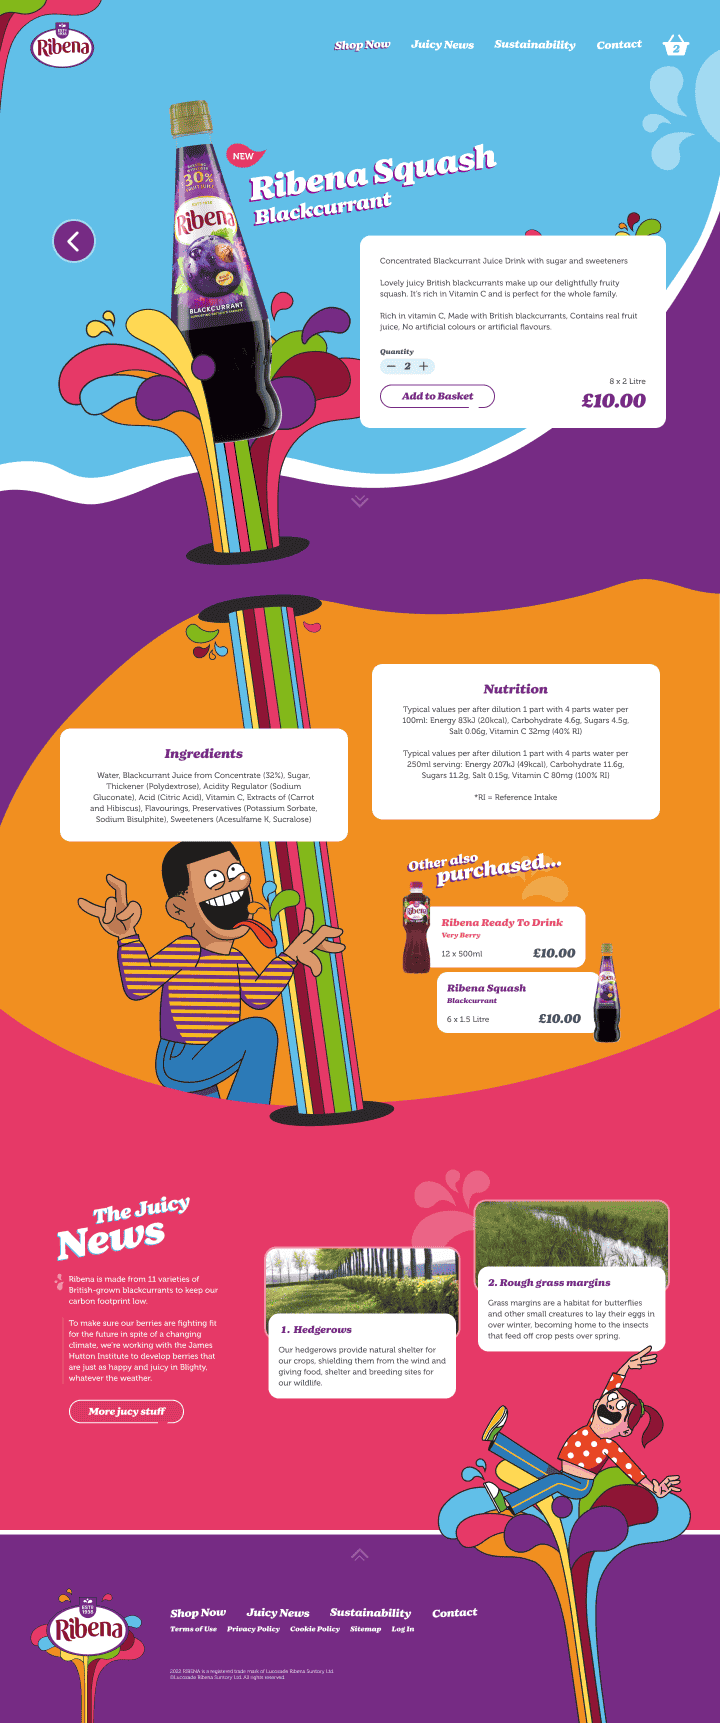 ESTD
1938
Ribena
Shop Now
Juicy News
Sustainability
Contact
2
NEW
Ribena Squash
Blackcurrant
30%
FRUIT JUICE
Ribena
BLACKCURRANT
Concentrated Blackcurrant Juice Drink with sugar and sweeteners
Lovely juicy British blackcurrants make up our delightfully fruity
squash. It's rich in Vitamin C and is perfect for the whole family.
Rich in vitamin C, Made with British blackcurrants, Contains real fruit
juice, No artificial colours or artificial flavours.
Quantity
— 2 +
8 x 2 Litre
Add to Basket
£10.00
Nutrition
Typical values per after dilution 1 part with 4 parts water per
100ml: Energy 83kJ (20kcal), Carbohydrate 4.6g, Sugars 4.5g,
Salt 0.06g, Vitamin C 32mg (40% RI)
Typical values per after dilution 1 part with 4 parts water per
250ml serving: Energy 207kJ (49kcal), Carbohydrate 11.6g,
Sugars 11.2g, Salt 0.15g, Vitamin C 80mg (100% RI)
*RI = Reference Intake
Ingredients
Water, Blackcurrant Juice from Concentrate (32%), Sugar,
Thickener (Polydextrose), Acidity Regulator (Sodium
Gluconate), Acid (Citric Acid), Vitamin C, Extracts of (Carrot
and Hibiscus), Flavourings, Preservatives (Potassium Sorbate,
Sodium Bisulphite), Sweeteners (Acesulfame K, Sucralose)
Other also
purchased...
Ribena
Ribena Ready To Drink
Very Berry
12 x 500ml
£10.00
Ribena Squash
Blackcurrant
6 x 1.5 Litre
£10.00
Ribena
The Juicy
News
Ribena is made from 11 varieties of
British-grown blackcurrants to keep our
carbon footprint low.
To make sure our berries are fighting fit
for the future in spite of a changing
climate, we're working with the James
Hutton Institute to develop berries that
are just as happy and juicy in Blighty,
whatever the weather.
More jucy stuff
1. Hedgerows
Our hedgerows provide natural shelter for
our crops, shielding them from the wind and
giving food, shelter and breeding sites for
our wildlife.
2. Rough grass margins
Grass margins are a habitat for butterflies
and other small creatures to lay their eggs in
over winter, becoming home to the insects
that feed off crop pests over spring.
ESTD
1938
Ribena
Shop Now
Juicy News
Sustainability
Contact
Terms of Use
Privacy Policy
Cookie Policy
Sitemap
Log In
2022 RIBENA is a registered trade mark of Lucozade Ribena Suntory Ltd.
©Lucozade Ribena Suntory Ltd. All rights reserved.